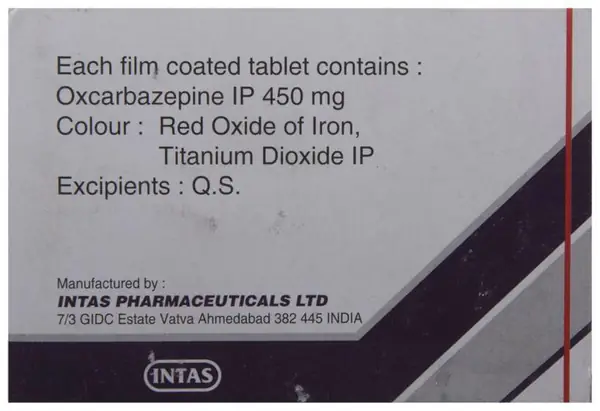 Each film coated tablet contains :
Oxcarbazepine IP 450 mg
Colour : Red Oxide of Iron,
Titanium Dioxide IP
Excipients : Q.S.
Manufactured by :
INTAS PHARMACEUTICALS LTD
7/3 GIDC Estate Vatva Ahmedabad 382 445 INDIA
INTAS